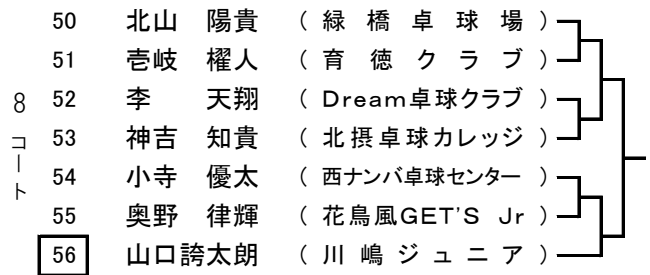 50 北山 陽貴 ( 緑橋卓球場 )
51 壱岐 櫂人 ( 育徳クラブ )
8コート
52 李 天翔 ( Dream卓球クラブ )
53 神吉 知貴 ( 北摂卓球カレッジ )
54 小寺 優太 ( 西ナンバ卓球センター )
55 奥野 律輝 ( 花鳥風GET'S Jr )
56 山口誇太朗 ( 川嶋ジュニア )